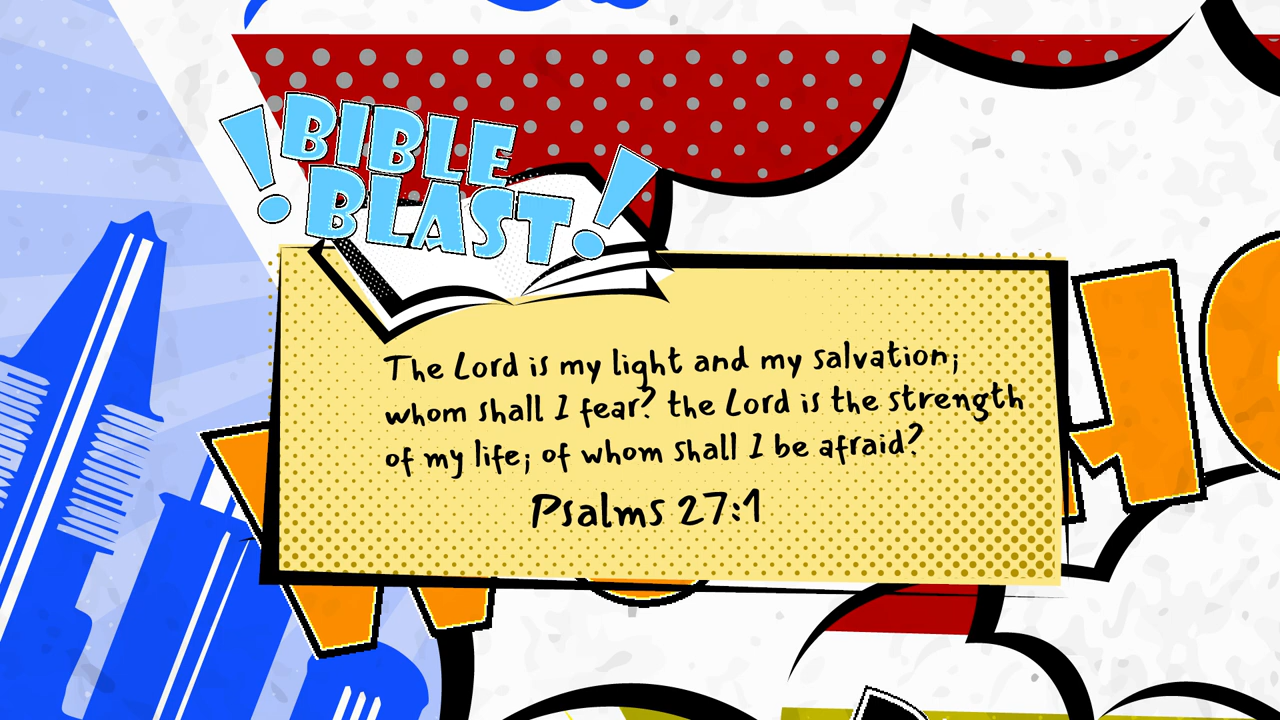 !BIBLE
BLAST!
The Lord is my light and my salvation;
whom shall I fear? the Lord is the strength
of my life; of whom shall I be afraid?
Psalms 27:1